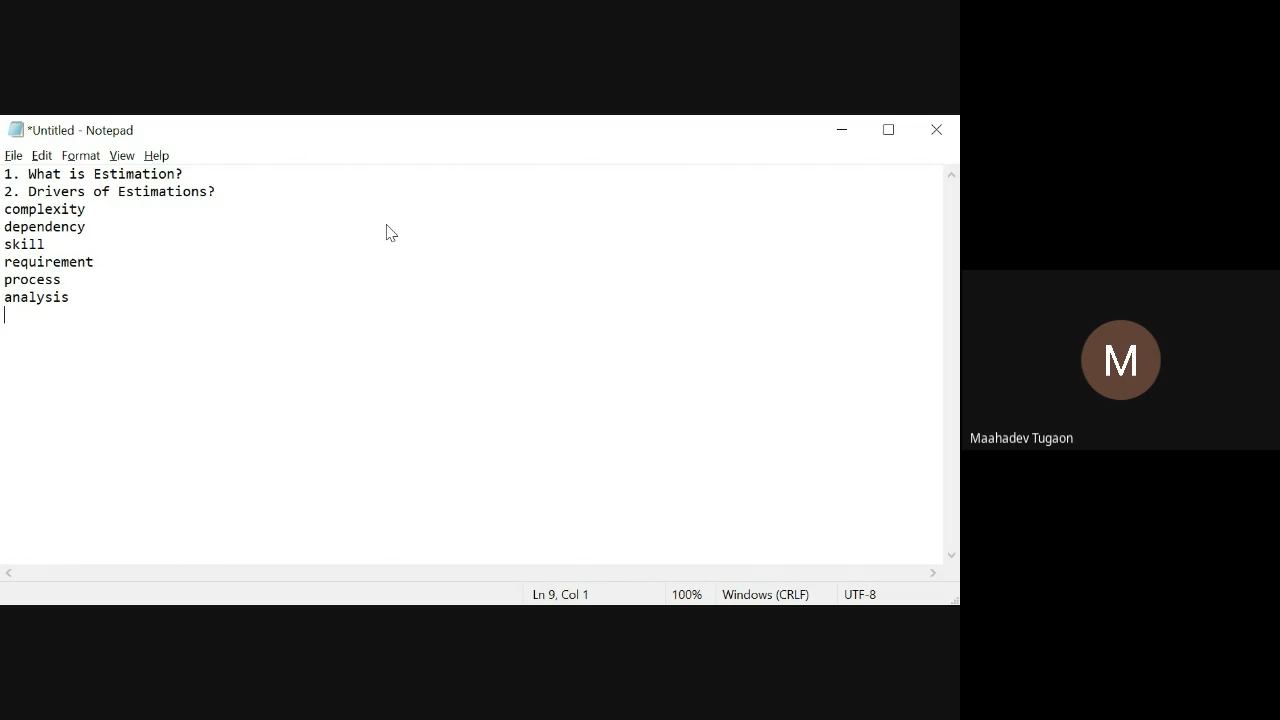 *Untitled - Notepad
File Edit Format View Help
1. What is Estimation?
2. Drivers of Estimations?
complexity
dependency
skill
requirement
process
analysis
Ln 9, Col 1 100% Windows (CRLF) UTF-8
M
Maahadev Tugaon